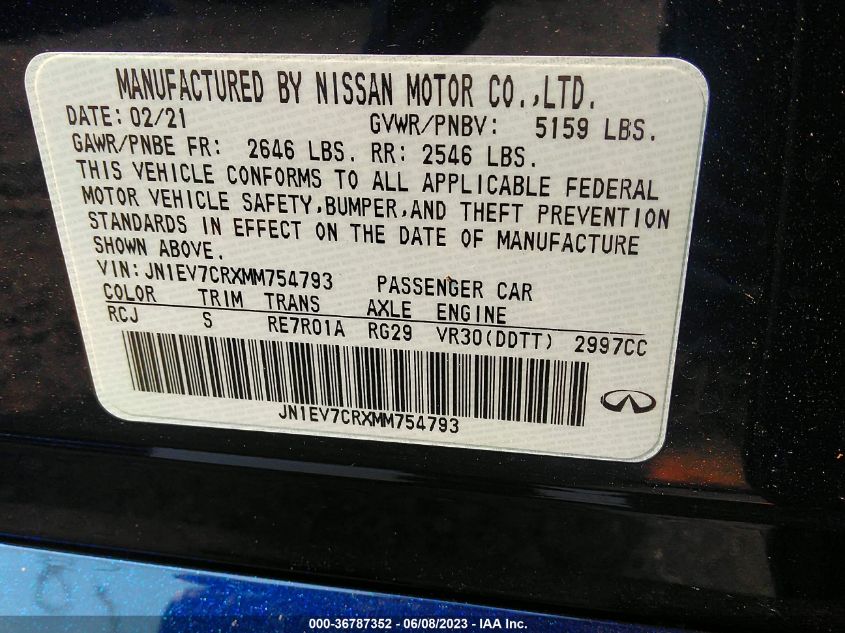 MANUFACTURED BY NISSAN MOTOR CO.,LTD.
DATE: 02/21 GVWR/PNBV: 5159 LBS.
GAWR/PNBE FR: 2646 LBS. RR: 2546 LBS.
THIS VEHICLE CONFORMS TO ALL APPLICABLE FEDERAL
MOTOR VEHICLE SAFETY,BUMPER,AND THEFT PREVENTION
STANDARDS IN EFFECT ON THE DATE OF MANUFACTURE
SHOWN ABOVE.
VIN: JN1EV7CRXMM754793 PASSENGER CAR
COLOR TRIM TRANS AXLE ENGINE
RCJ S RE7R01A RG29 VR30(DDTT) 2997CC
JN1EV7CRXMM754793
000-36787352 - 06/08/2023 - IAA Inc.